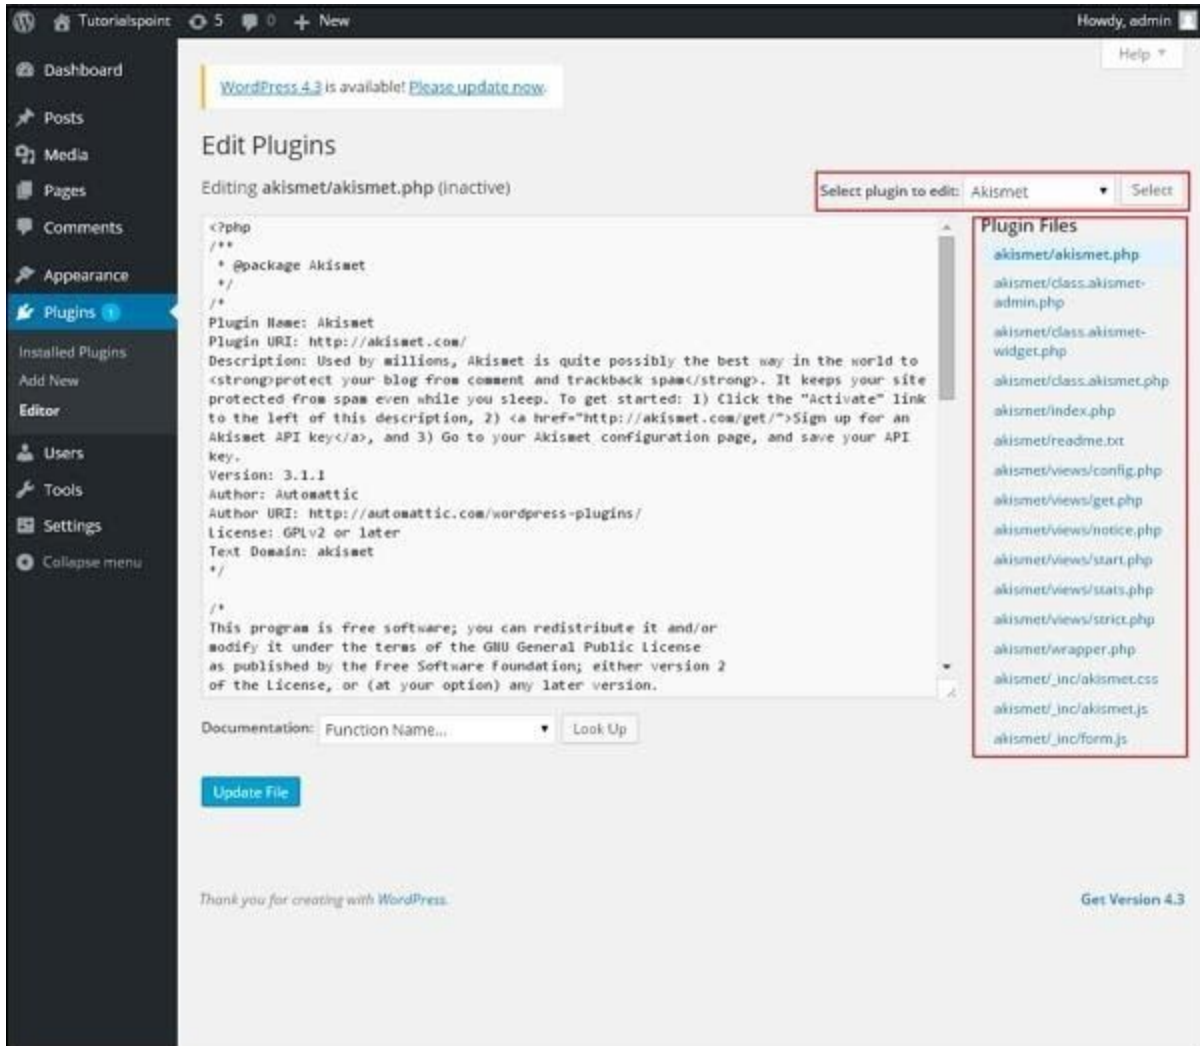 Tutorialspoint 5 0 + New
Howdy, admin
Help
Dashboard
Posts
Media
Pages
Comments
Appearance
Plugins 1
Installed Plugins
Add New
Editor
Users
Tools
Settings
Collapse menu
WordPress 4.3 is available! Please update now.
Edit Plugins
Editing akismet/akismet.php (inactive)
Select plugin to edit: Akismet Select
<?php
/**
* @package Akismet
*/
/*
Plugin Name: Akismet
Plugin URI: http://akismet.com/
Description: Used by millions, Akismet is quite possibly the best way in the world to
<strong>protect your blog from comment and trackback spam</strong>. It keeps your site
protected from spam even while you sleep. To get started: 1) Click the "Activate" link
to the left of this description, 2) <a href="http://akismet.com/get/">Sign up for an
Akismet API key</a>, and 3) Go to your Akismet configuration page, and save your API
key.
Version: 3.1.1
Author: Automattic
Author URI: http://automattic.com/wordpress-plugins/
License: GPLv2 or later
Text Domain: akismet
*/
/*
This program is free software; you can redistribute it and/or
modify it under the terms of the GNU General Public License
as published by the Free Software Foundation; either version 2
of the License, or (at your option) any later version.
Plugin Files
akismet/akismet.php
akismet/class.akismet-
admin.php
akismet/class.akismet-
widget.php
akismet/class.akismet.php
akismet/index.php
akismet/readme.txt
akismet/views/config.php
akismet/views/get.php
akismet/views/notice.php
akismet/views/start.php
akismet/views/stats.php
akismet/views/strict.php
akismet/wrapper.php
akismet/_inc/akismet.css
akismet/_inc/akismet.js
akismet/_inc/form.js
Documentation: Function Name... Look Up
Update File
Thank you for creating with WordPress.
Get Version 4.3